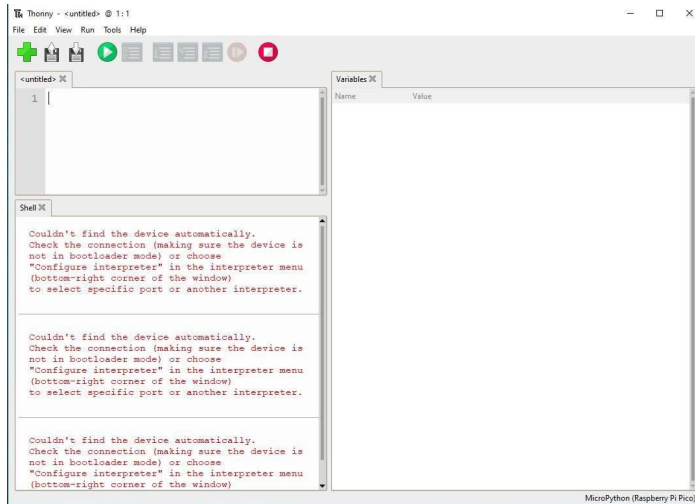 Thonny - <untitled> @ 1:1
File Edit View Run Tools Help
<untitled>
1
Shell
Couldn't find the device automatically.
Check the connection (making sure the device is
not in bootloader mode) or choose
"Configure interpreter" in the interpreter menu
(bottom-right corner of the window)
to select specific port or another interpreter.
Couldn't find the device automatically.
Check the connection (making sure the device is
not in bootloader mode) or choose
"Configure interpreter" in the interpreter menu
(bottom-right corner of the window)
to select specific port or another interpreter.
Couldn't find the device automatically.
Check the connection (making sure the device is
not in bootloader mode) or choose
"Configure interpreter" in the interpreter menu
(bottom-right corner of the window)
Variables
Name Value
MicroPython (Raspberry Pi Pico)